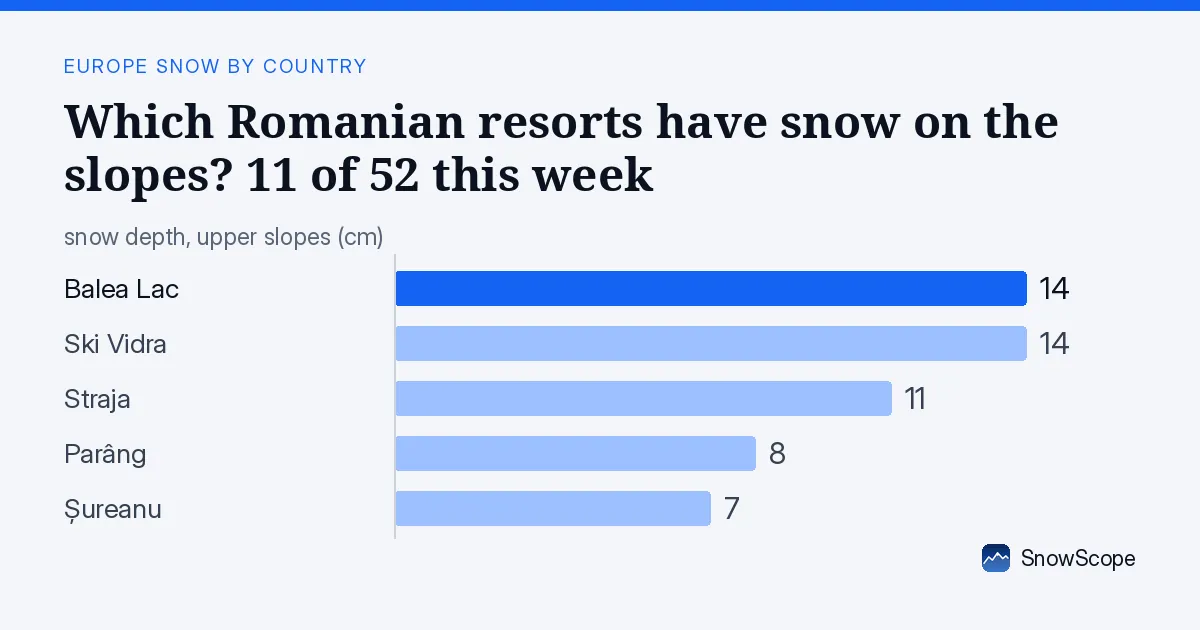 EUROPE SNOW BY COUNTRY
Which Romanian resorts have snow on the
slopes? 11 of 52 this week
snow depth, upper slopes (cm)
Balea Lac 14
Ski Vidra 14
Straja 11
Parâng 8
Șureanu 7
SnowScope